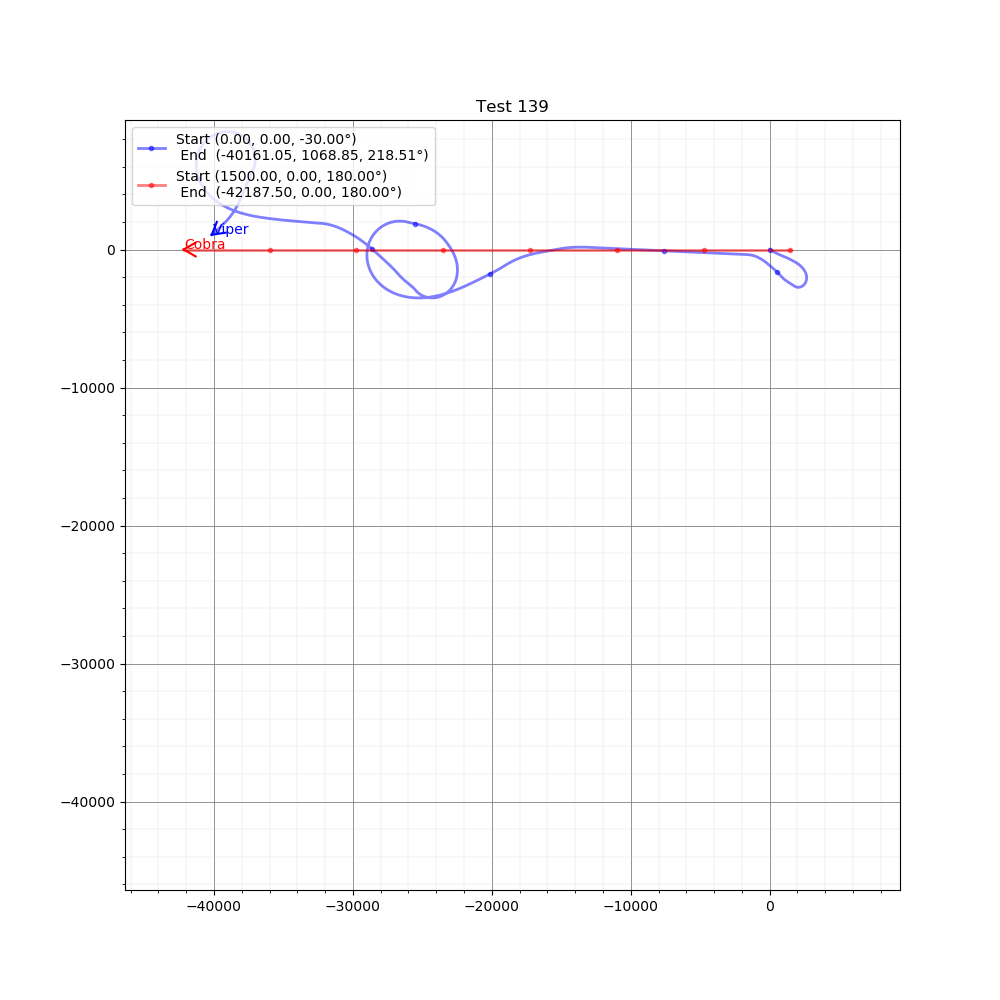 Test 139
Start (0.00, 0.00, -30.00°)
End  (-40161.05, 1068.85, 218.51°)
Start (1500.00, 0.00, 180.00°)
End  (-42187.50, 0.00, 180.00°)
Viper
Cobra
0
−10000
−20000
−30000
−40000
−40000
−30000
−20000
−10000
0